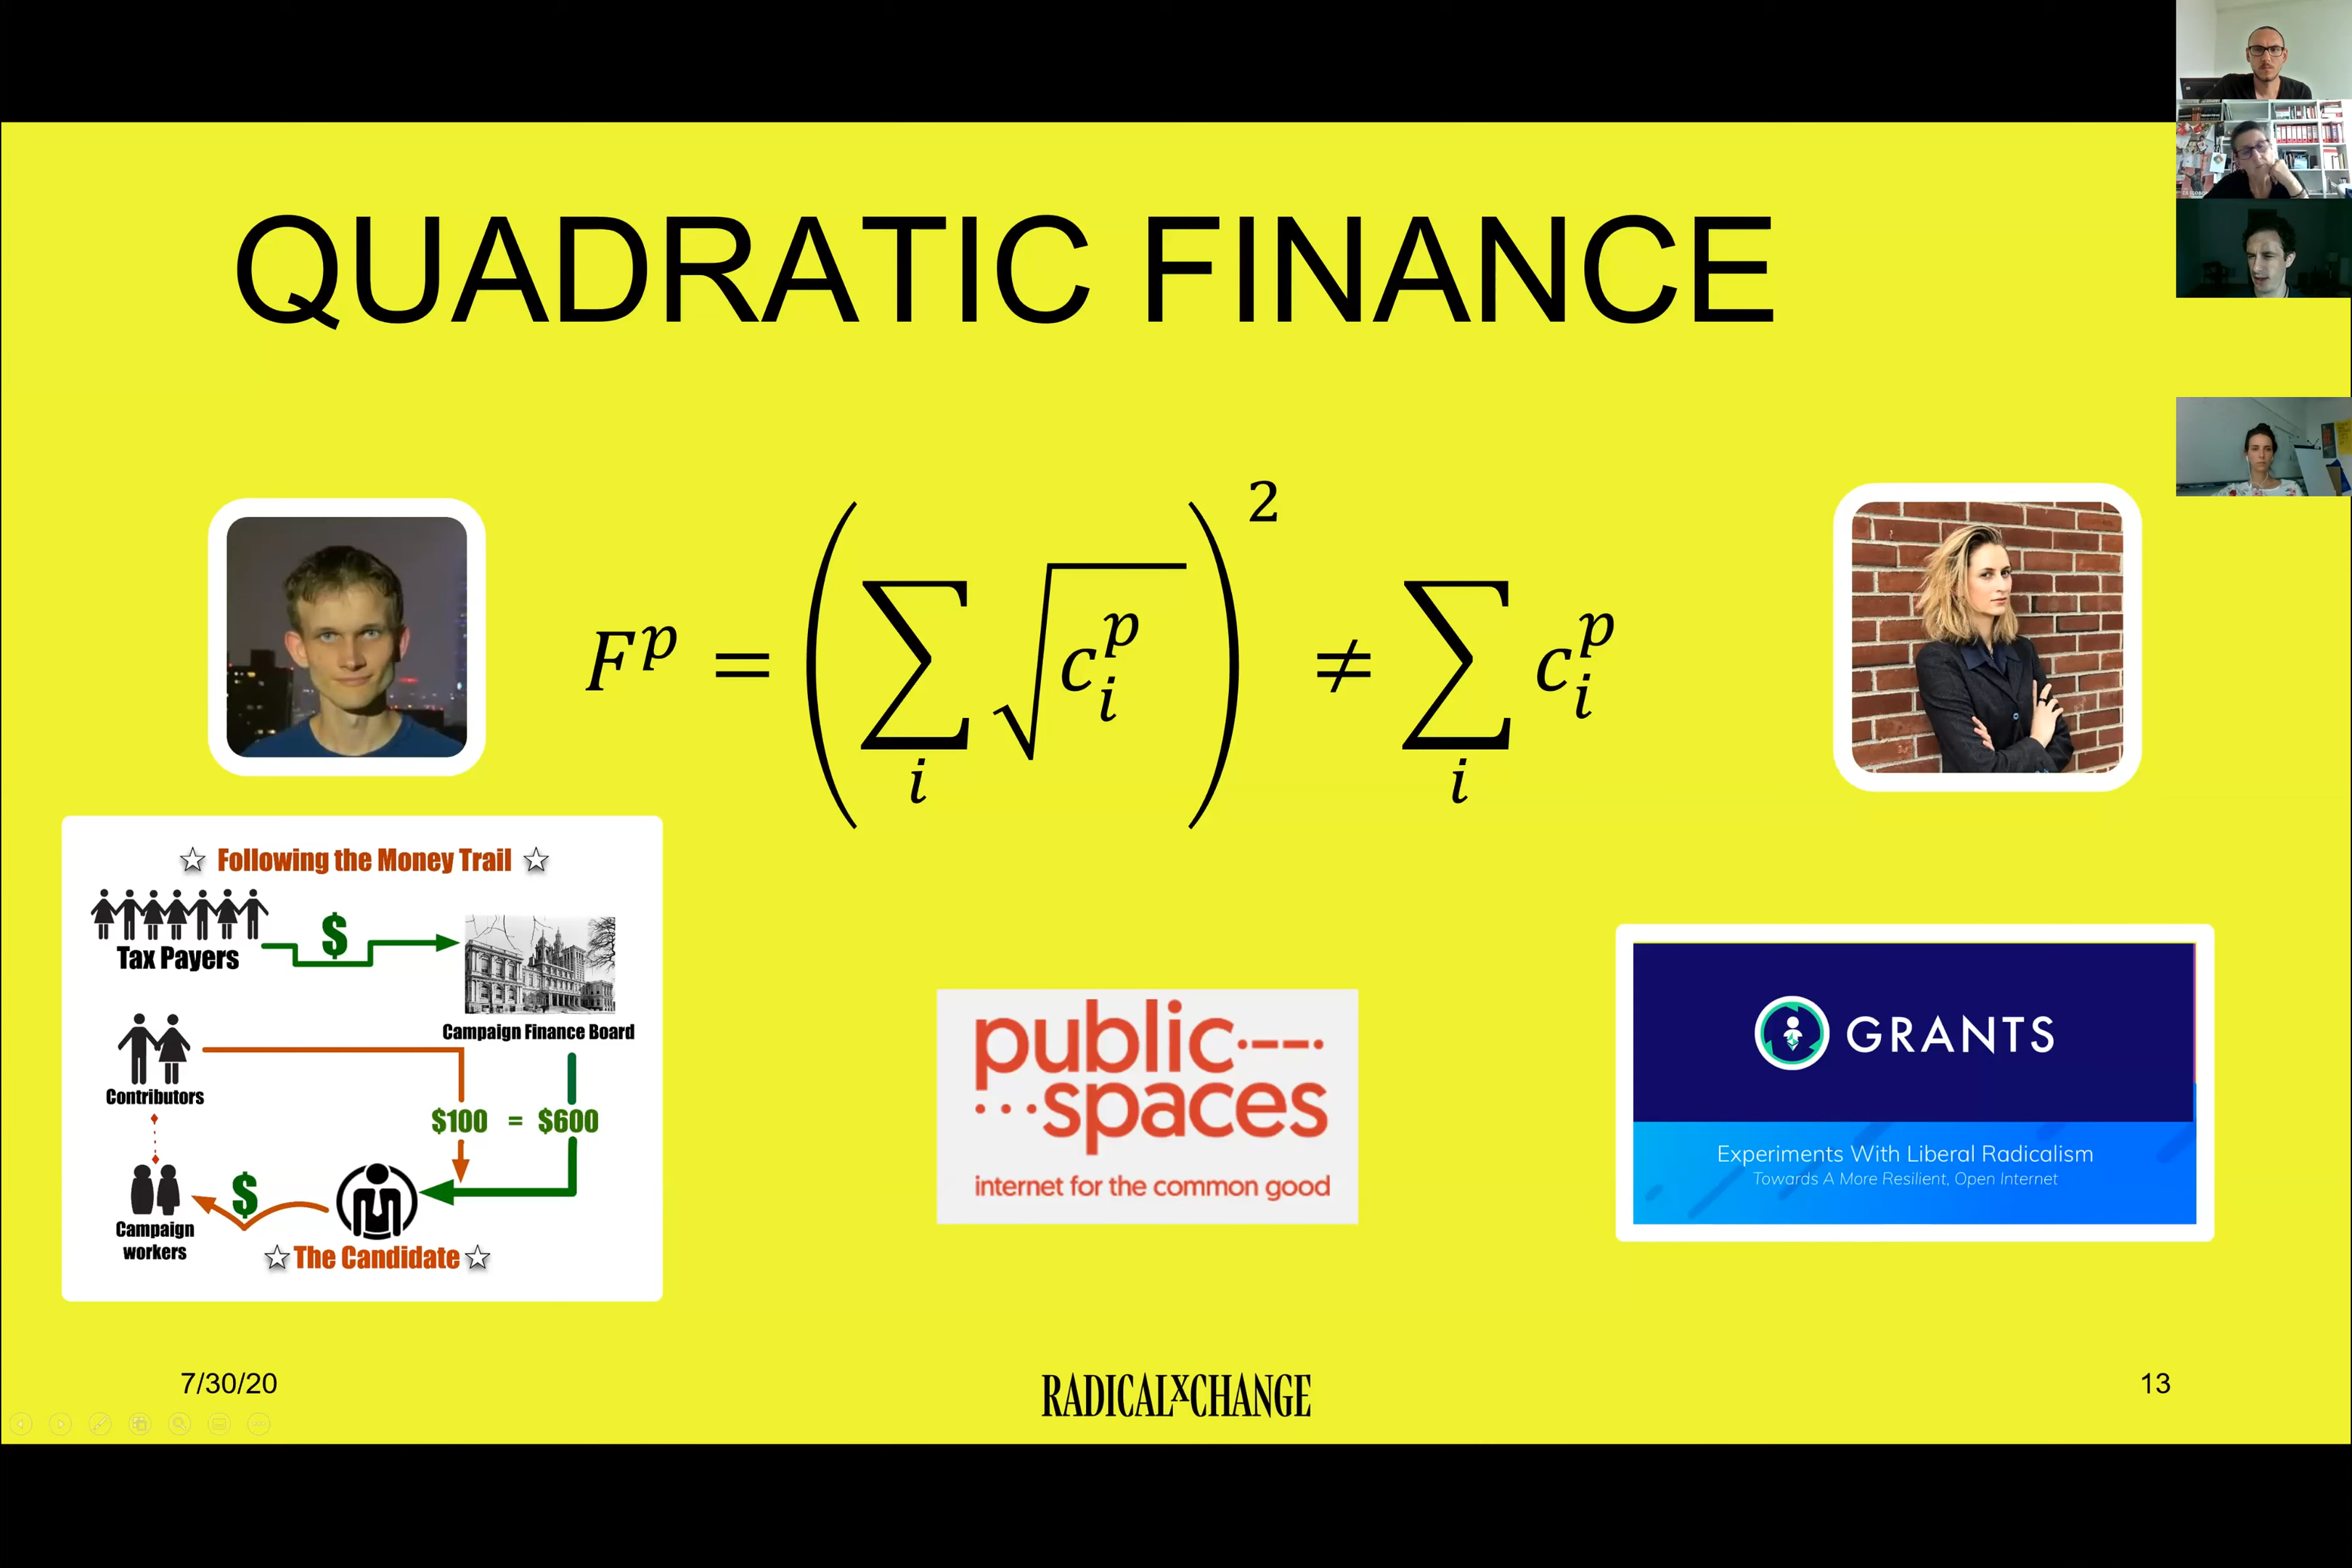 QUADRATIC FINANCE
F^p = (∑_i √c_i^p)^2 ≠ ∑_i c_i^p
Following the Money Trail
$
Tax Payers
Campaign Finance Board
Contributors
$100 = $600
$
Campaign
workers
The Candidate
public
spaces
internet for the common good
GRANTS
Experiments With Liberal Radicalism
Towards A More Resilient, Open Internet
7/30/20
RADICALXCHANGE
13